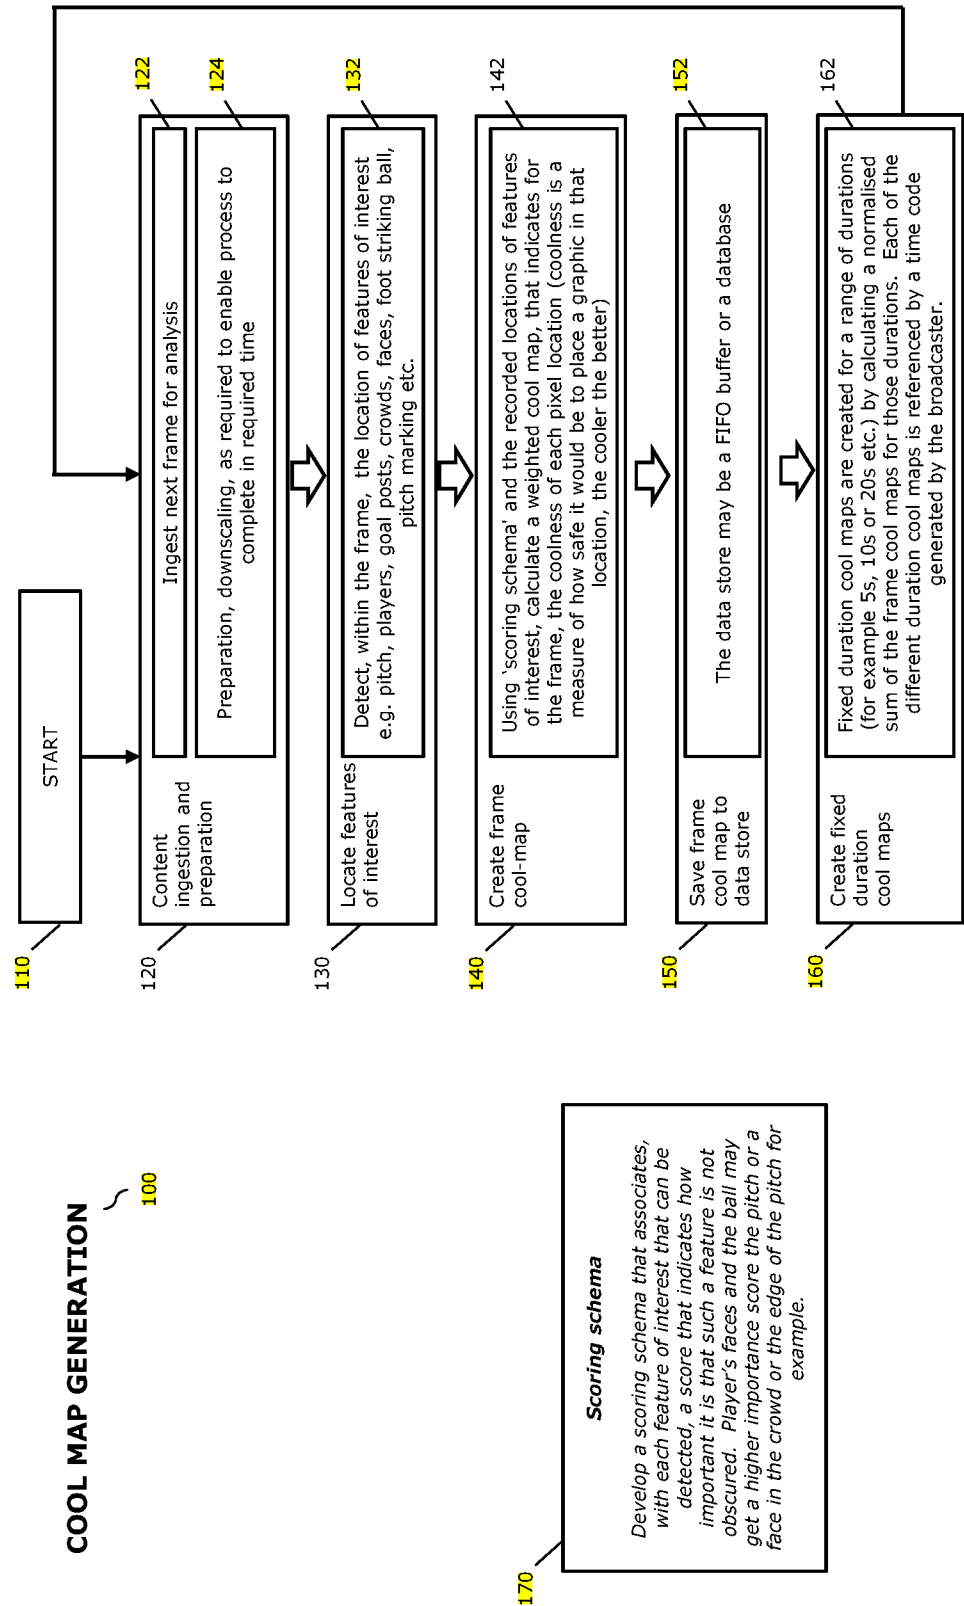 COOL MAP GENERATION
100
START
110
Content
ingestion and
preparation
120
Ingest next frame for analysis
122
Preparation, downscaling, as required to enable process to
complete in required time
124
Locate features
of interest
130
Detect, within the frame, the location of features of interest
e.g. pitch, players, goal posts, crowds, faces, foot striking ball,
pitch marking etc.
132
Create frame
cool-map
140
Using ‘scoring schema' and the recorded locations of features
of interest, calculate a weighted cool map, that indicates for
the frame, the coolness of each pixel location (coolness is a
measure of how safe it would be to place a graphic in that
location, the cooler the better)
142
Save frame
cool map to
data store
150
The data store may be a FIFO buffer or a database
152
Create fixed
duration
cool maps
160
Fixed duration cool maps are created for a range of durations
(for example 5s, 10s or 20s etc.) by calculating a normalised
sum of the frame cool maps for those durations. Each of the
different duration cool maps is referenced by a time code
generated by the broadcaster.
162
Scoring schema
Develop a scoring schema that associates,
with each feature of interest that can be
detected, a score that indicates how
important it is that such a feature is not
obscured. Player’s faces and the ball may
get a higher importance score the pitch or a
face in the crowd or the edge of the pitch for
example.
170